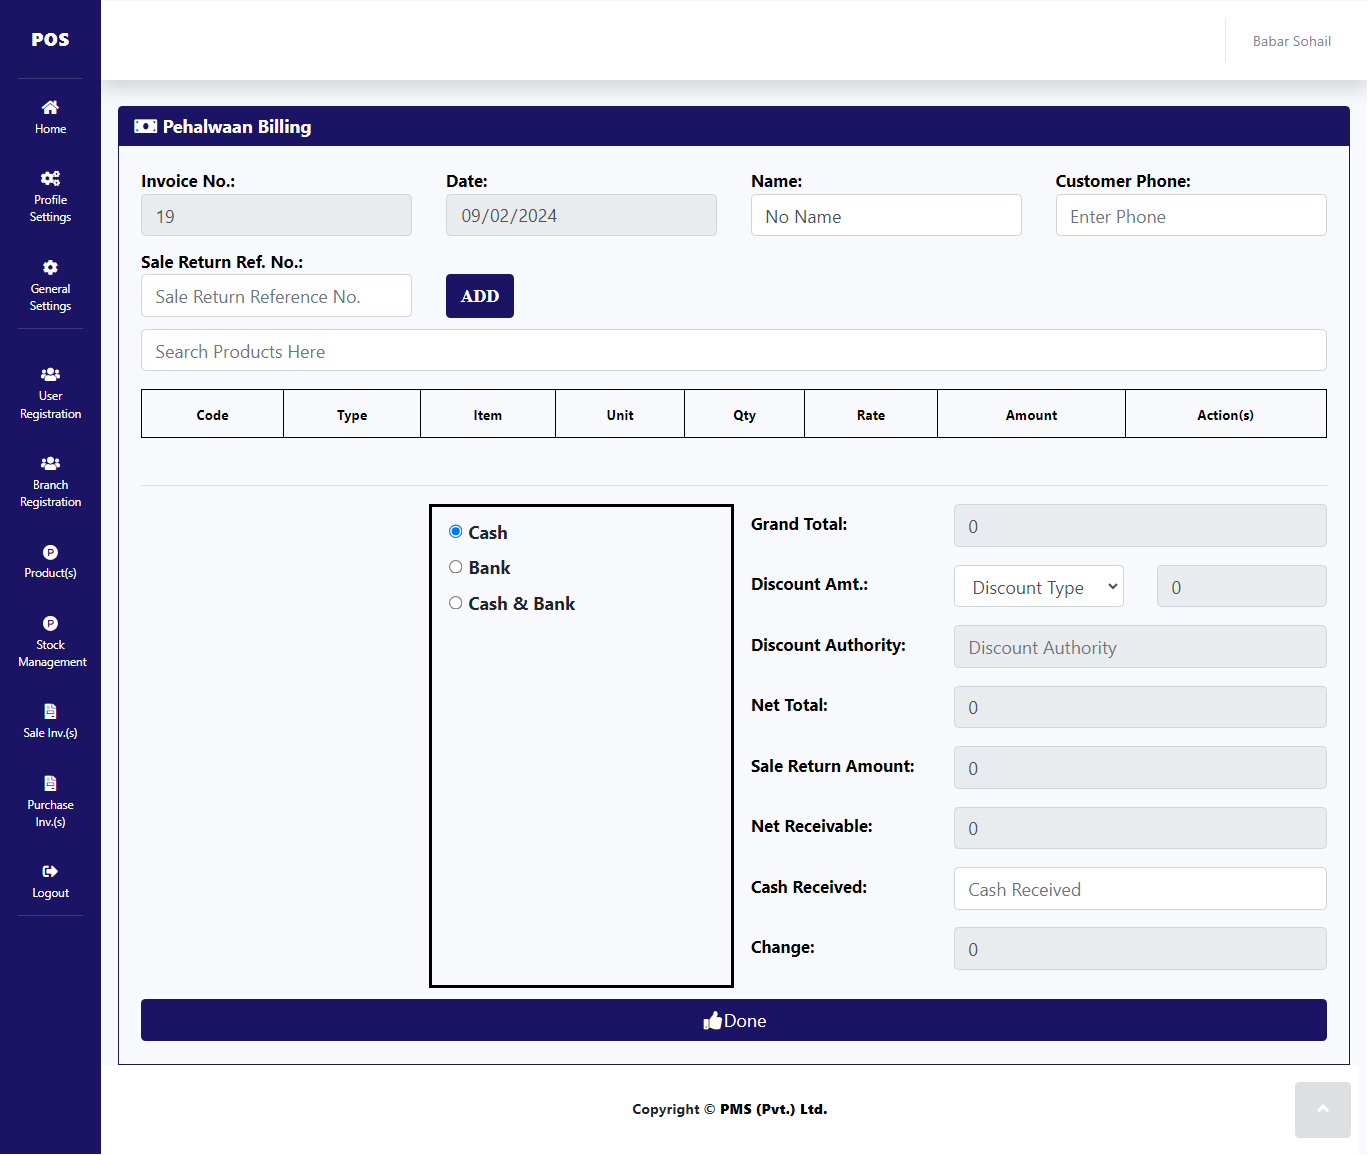 POS
Babar Sohail
Home
Profile
Settings
General
Settings
User
Registration
Branch
Registration
P
Product(s)
P
Stock
Management
Sale Inv.(s)
Purchase
Inv.(s)
Logout
Pehalwaan Billing
Invoice No.: Date: Name: Customer Phone:
19 09/02/2024 No Name Enter Phone
Sale Return Ref. No.:
Sale Return Reference No. ADD
Search Products Here
Code Type Item Unit Qty Rate Amount Action(s)
Cash
Bank
Cash & Bank
Grand Total: 0
Discount Amt.: Discount Type 0
Discount Authority: Discount Authority
Net Total: 0
Sale Return Amount: 0
Net Receivable: 0
Cash Received: Cash Received
Change: 0
Done
Copyright © PMS (Pvt.) Ltd.